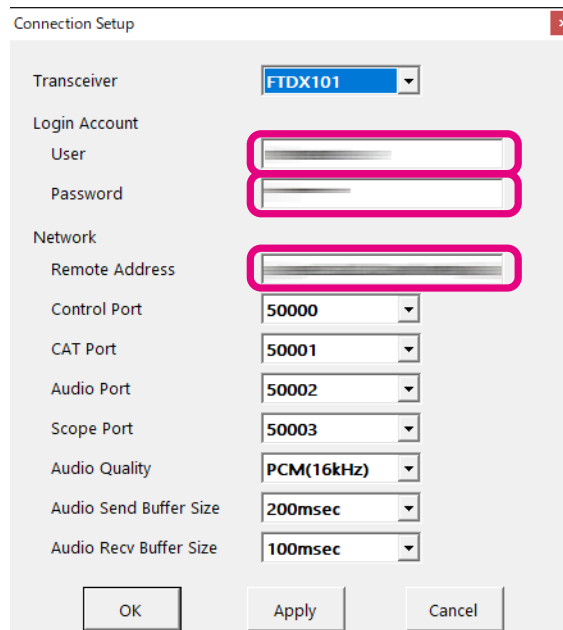 Connection Setup
Transceiver FTDX101
Login Account
User
Password
Network
Remote Address
Control Port 50000
CAT Port 50001
Audio Port 50002
Scope Port 50003
Audio Quality PCM(16kHz)
Audio Send Buffer Size 200msec
Audio Recv Buffer Size 100msec
OK Apply Cancel